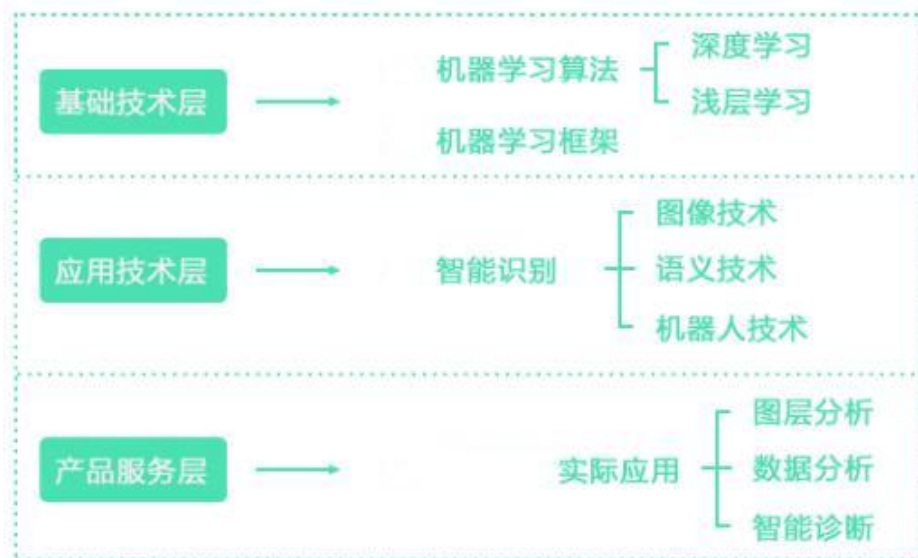 基础技术层
机器学习算法
深度学习
浅层学习
机器学习框架
应用技术层
智能识别
图像技术
语义技术
机器人技术
产品服务层
实际应用
图层分析
数据分析
智能诊断